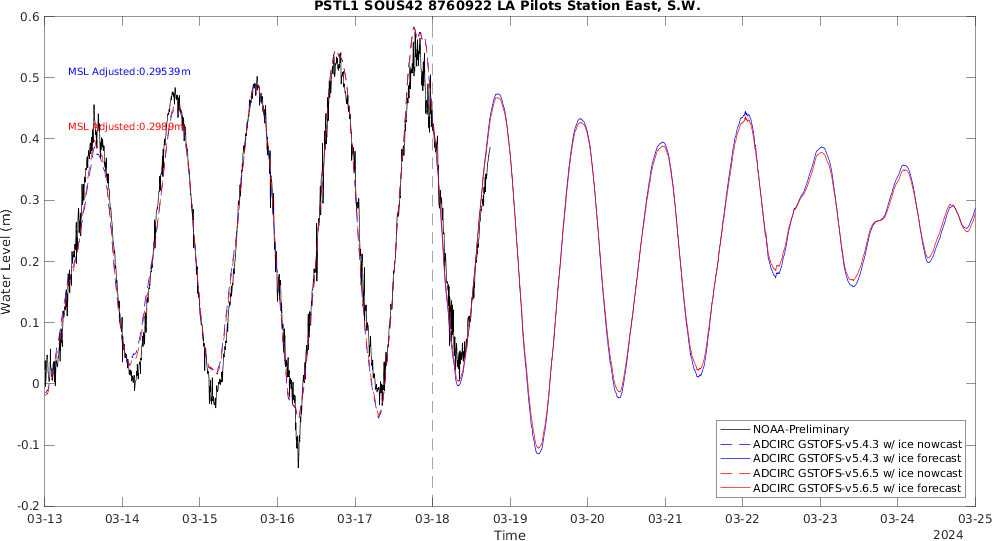 PSTL1 SOUS42 8760922 LA Pilots Station East, S.W.
0.6
0.5
0.4
0.3
0.2
0.1
0
-0.1
-0.2
Water Level (m)
MSL Adjusted:0.29539m
MSL Adjusted:0.2989m
NOAA-Preliminary
ADCIRC GSTOFS-v5.4.3 w/ ice nowcast
ADCIRC GSTOFS-v5.4.3 w/ ice forecast
ADCIRC GSTOFS-v5.6.5 w/ ice nowcast
ADCIRC GSTOFS-v5.6.5 w/ ice forecast
03-13 03-14 03-15 03-16 03-17 03-18 03-19 03-20 03-21 03-22 03-23 03-24 03-25
Time
2024